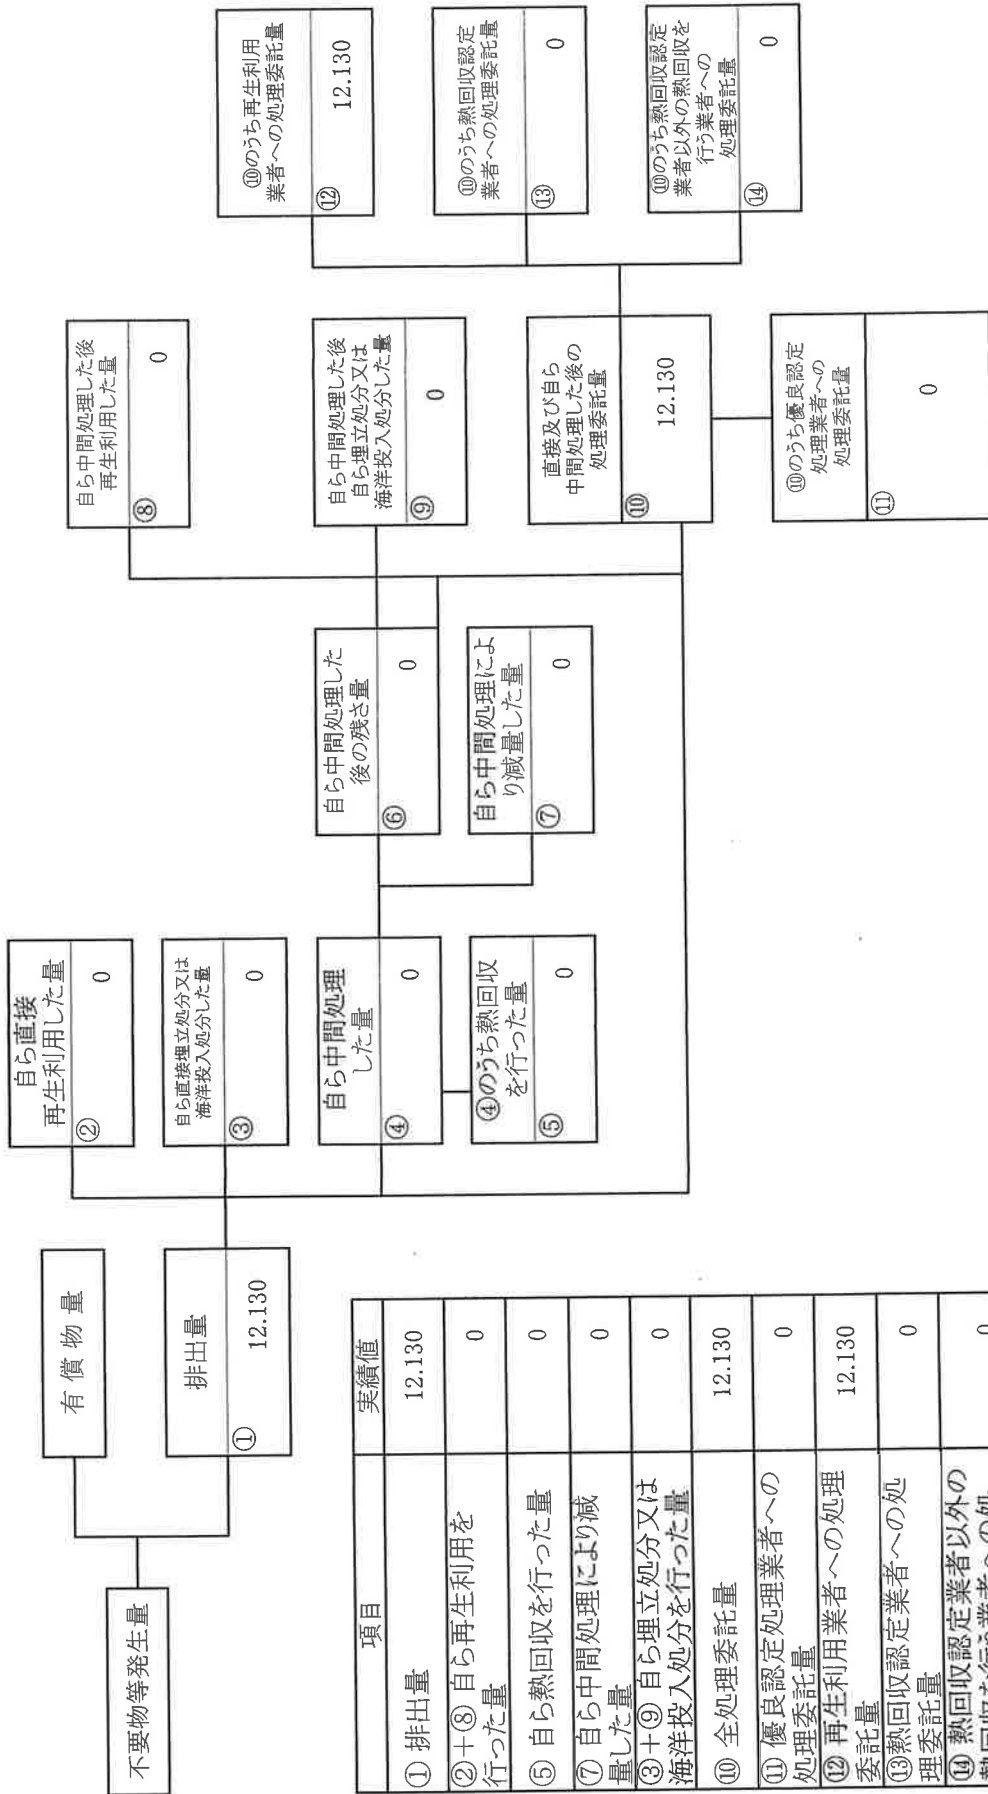 不要物等発生量
有償物量
排出量
①
12.130
自ら直接
再生利用した量
②
0
自ら直接埋立処分又は
海洋投入処分した量
③
0
自ら中間処理
した量
④
0
④のうち熱回収
を行った量
⑤
0
自ら中間処理した
後の残さ量
⑥
0
自ら中間処理によ
り減量した量
⑦
0
自ら中間処理した後
再生利用した量
⑧
0
自ら中間処理した後
自ら埋立処分又は
海洋投入処分した量
⑨
0
直接及び自ら
中間処理した後の
処理委託量
⑩
12.130
⑩のうち優良認定
処理業者への
処理委託量
⑪
0
⑩のうち再生利用
業者への処理委託量
⑫
12.130
⑩のうち熱回収認定
業者への処理委託量
⑬
0
⑩のうち熱回収認定
業者以外の熱回収を
行う業者への
処理委託量
⑭
0
項目 実績値
① 排出量 12.130
②+⑧ 自ら再生利用を
行った量 0
⑤ 自ら熱回収を行った量 0
⑦ 自ら中間処理により減
量した量 0
③+⑨ 自ら埋立処分又は
海洋投入処分を行った量 0
⑩ 全処理委託量 12.130
⑪ 優良認定処理業者への
処理委託量 0
⑫ 再生利用業者への処理
委託量 12.130
⑬熱回収認定業者への処
理委託量 0
⑭ 熱回収認定業者以外の
熱回収を行う業者への処 0